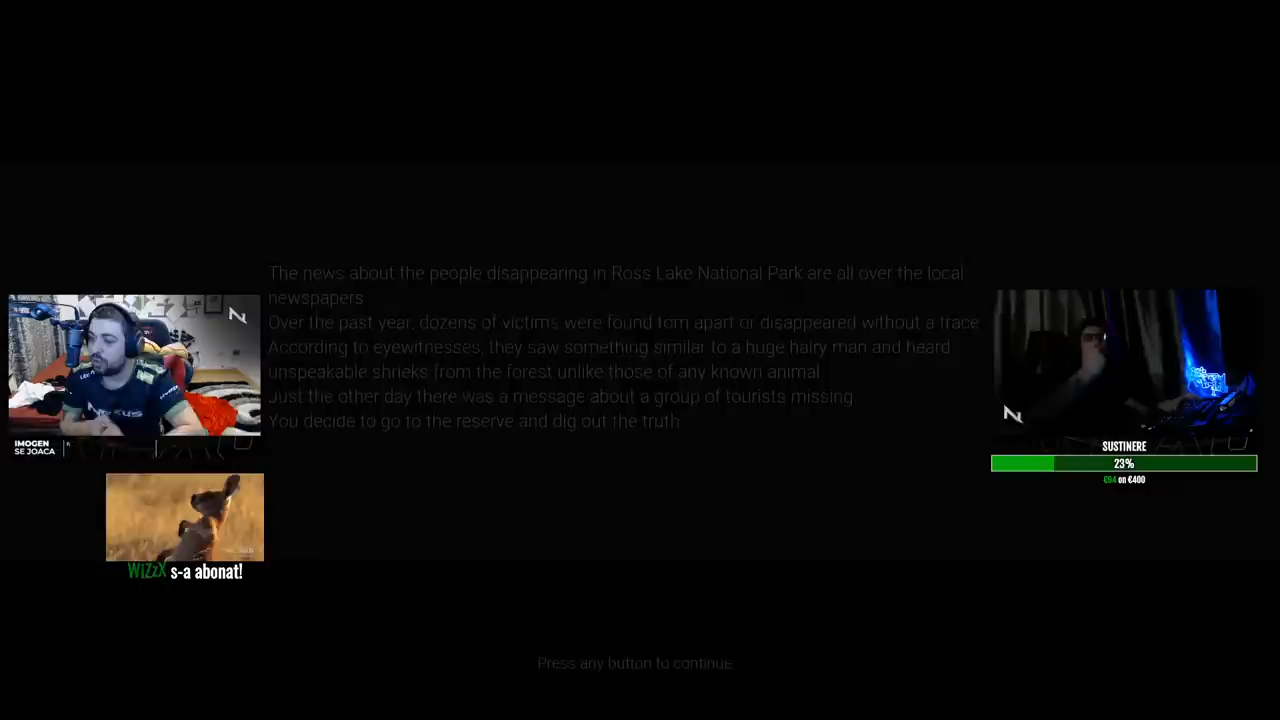 The news about the people disappearing in Ross Lake National Park are all over the local
newspapers
Over the past year, dozens of victims were found torn apart or disappeared without a trace
According to eyewitnesses, they saw something similar to a huge hairy man and heard
unspeakable shrieks from the forest unlike those of any known animal
Just the other day there was a message about a group of tourists missing
You decide to go to the reserve and dig out the truth
NEXUS
IMOGEN
SE JOACA
SUSTINERE
23%
€94 on €400
WiZzX s-a abonat!
Press any button to continue